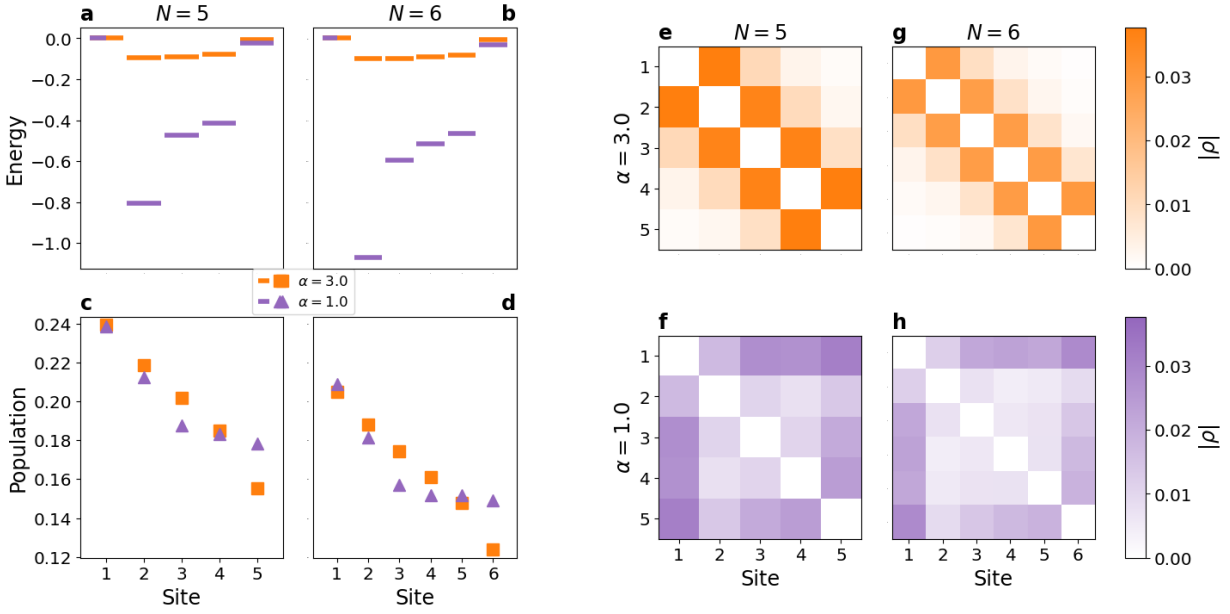 a
N = 5
N = 6
b
0.0
−0.2
−0.4
−0.6
−0.8
−1.0
Energy
α = 3.0
α = 1.0
c
d
0.24
0.22
0.20
0.18
0.16
0.14
0.12
Population
1 2 3 4 5
Site
1 2 3 4 5 6
Site
e
N = 5
g
N = 6
1
2
3
4
5
α = 3.0
0.03
0.02
0.01
0.00
|ρ|
f
h
1
2
3
4
5
α = 1.0
1 2 3 4 5
Site
1 2 3 4 5 6
Site
0.03
0.02
0.01
0.00
|ρ|